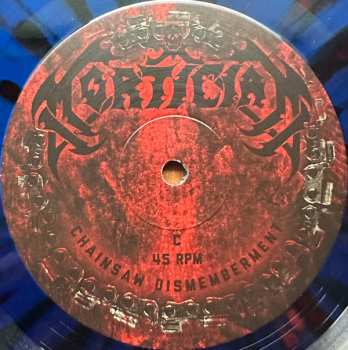 MORTICIAN
C
45 RPM
CHAINSAW DISMEMBERMENT